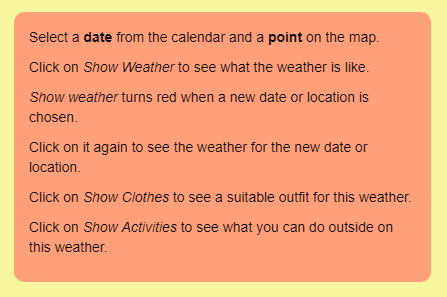 Select a date from the calendar and a point on the map.
Click on Show Weather to see what the weather is like.
Show weather turns red when a new date or location is
chosen.
Click on it again to see the weather for the new date or
location.
Click on Show Clothes to see a suitable outfit for this weather.
Click on Show Activities to see what you can do outside on
this weather.